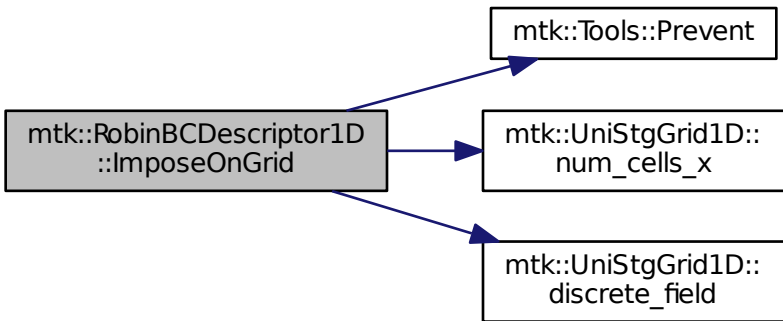 mtk::Tools::Prevent
mtk::RobinBCDescriptor1D
::ImposeOnGrid
mtk::UniStgGrid1D::
num_cells_x
mtk::UniStgGrid1D::
discrete_field